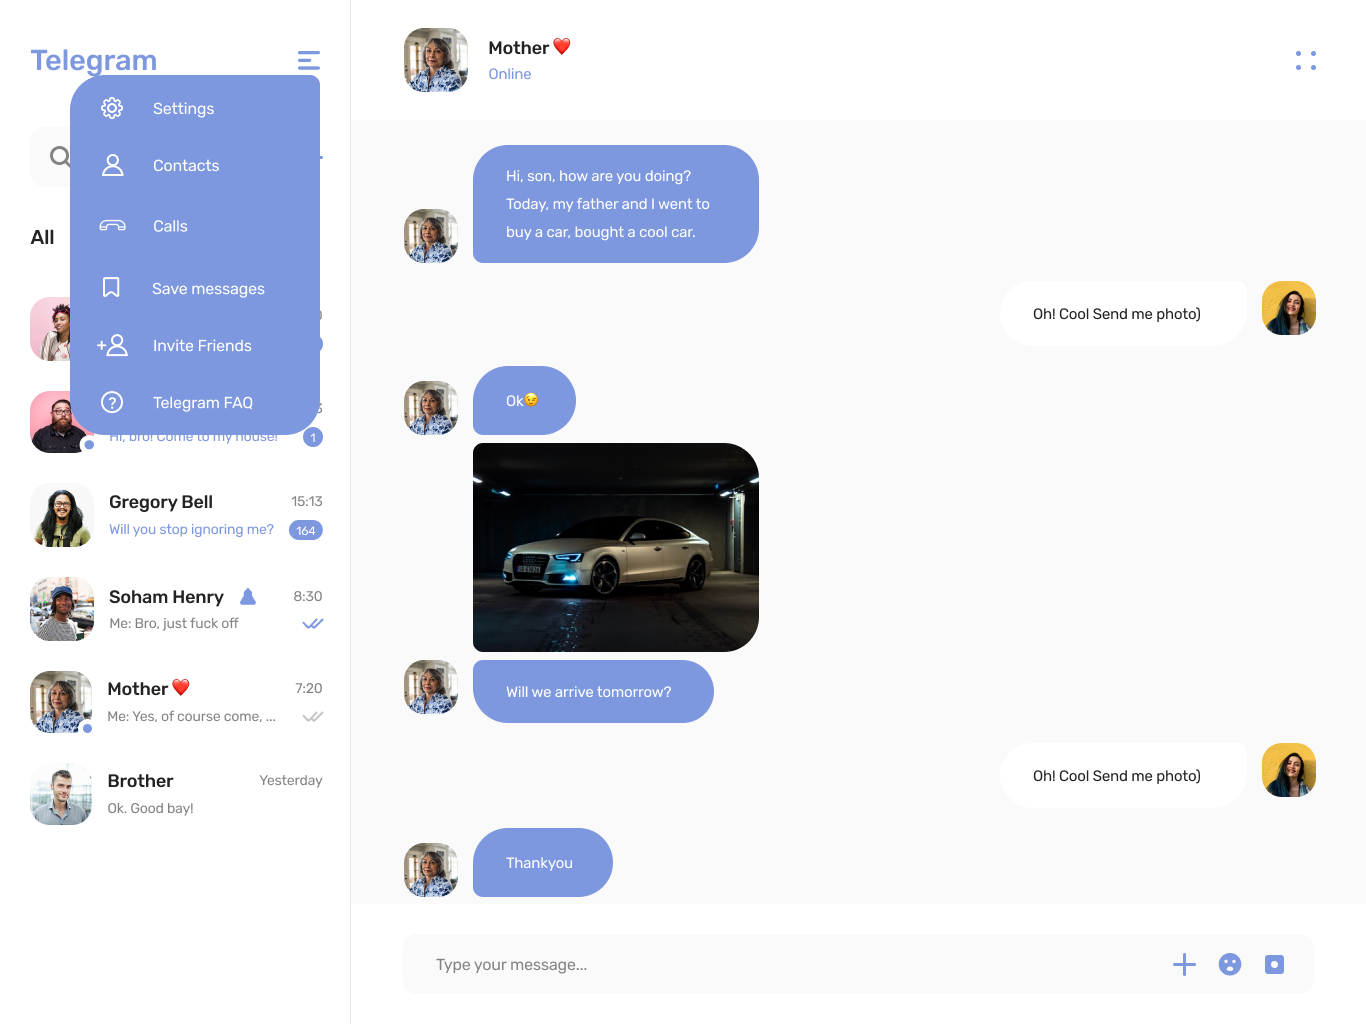 Telegram
Settings
Contacts
Calls
Save messages
Invite Friends
Telegram FAQ
All
Hi, bro! Come to my house!
1
Gregory Bell
15:13
Will you stop ignoring me?
164
Soham Henry
8:30
Me: Bro, just fuck off
Mother ❤️
7:20
Me: Yes, of course come, ...
Brother
Yesterday
Ok. Good bay!
Mother ❤️
Online
Hi, son, how are you doing?
Today, my father and I went to
buy a car, bought a cool car.
Oh! Cool Send me photo)
Ok😉
Will we arrive tomorrow?
Oh! Cool Send me photo)
Thankyou
Type your message...